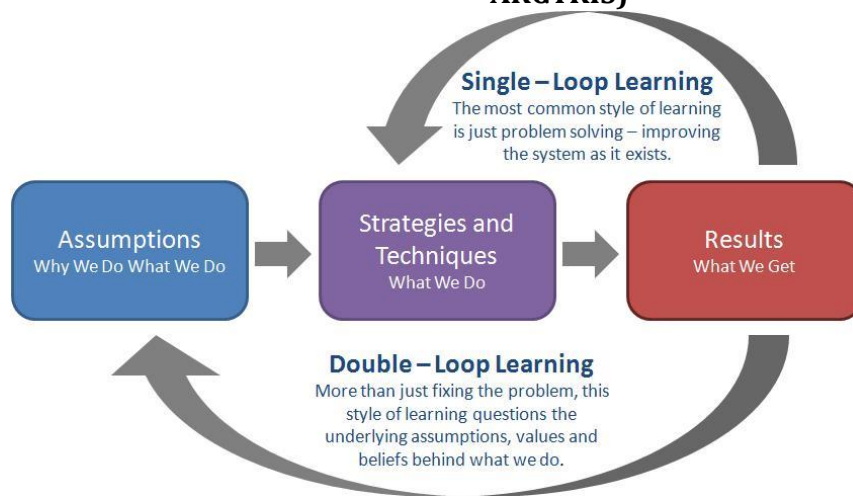 Single – Loop Learning
The most common style of learning
is just problem solving – improving
the system as it exists.
Assumptions
Why We Do What We Do
Strategies and
Techniques
What We Do
Results
What We Get
Double – Loop Learning
More than just fixing the problem, this
style of learning questions the
underlying assumptions, values and
beliefs behind what we do.